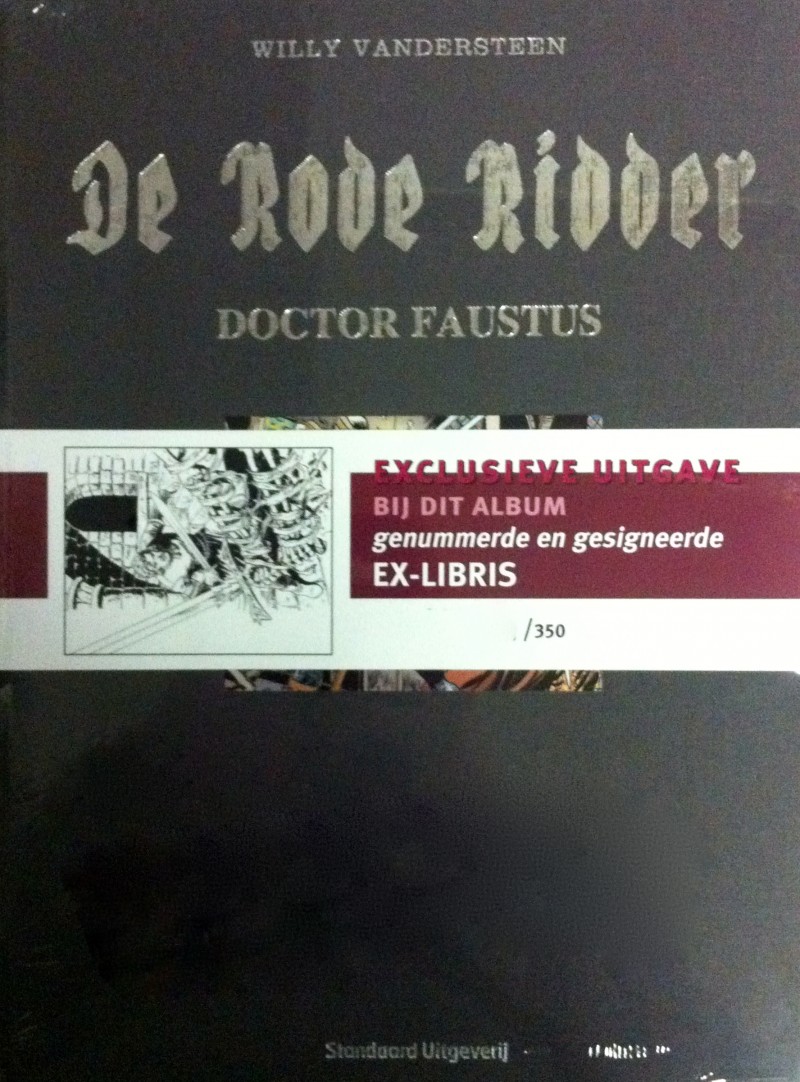 WILLY VANDERSTEEN
De Rode Ridder
DOCTOR FAUSTUS
EXCLUSIEVE UITGAVE
BIJ DIT ALBUM
genummerde en gesigneerde
EX-LIBRIS
/350
Standaard Uitgeverij